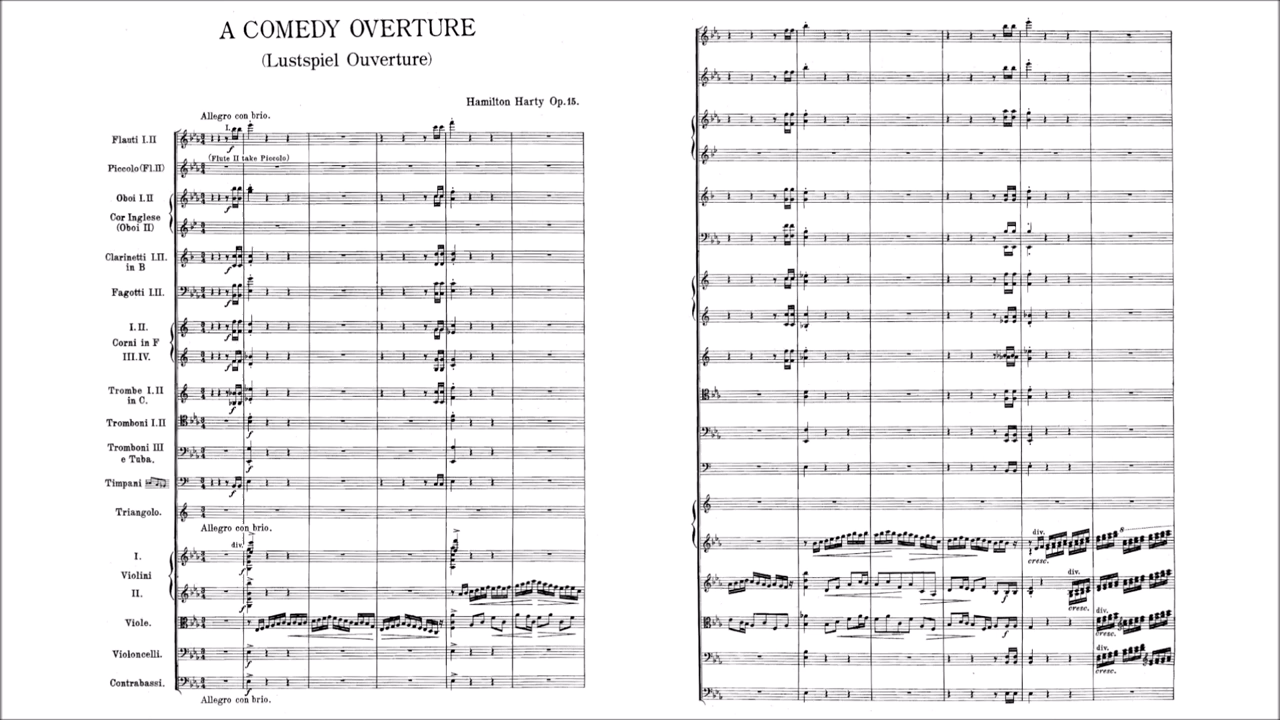 A COMEDY OVERTURE
(Lustspiel Ouverture)
Hamilton Harty Op.15.
Allegro con brio.
Flauti I.II
I.
f
(Flute II take Piccolo)
Piccolo(Fl.II)
Oboi I.II
f
Cor Inglese
(Oboi II)
Clarinetti I.II.
in B
f
Fagotti I.II.
f
I.II.
Corni in F
III.IV.
f
f
Trombe I.II
in C.
f
Tromboni I.II
f
Tromboni III
e Tuba.
f
Timpani
f
Triangolo.
Allegro con brio.
div.
I.
Violini
II.
f
Viole.
Violoncelli.
f
Contrabassi.
f
Allegro con brio.
div.
8
cresc.
div.
f
cresc.
div.
f
cresc.
div.
cresc.